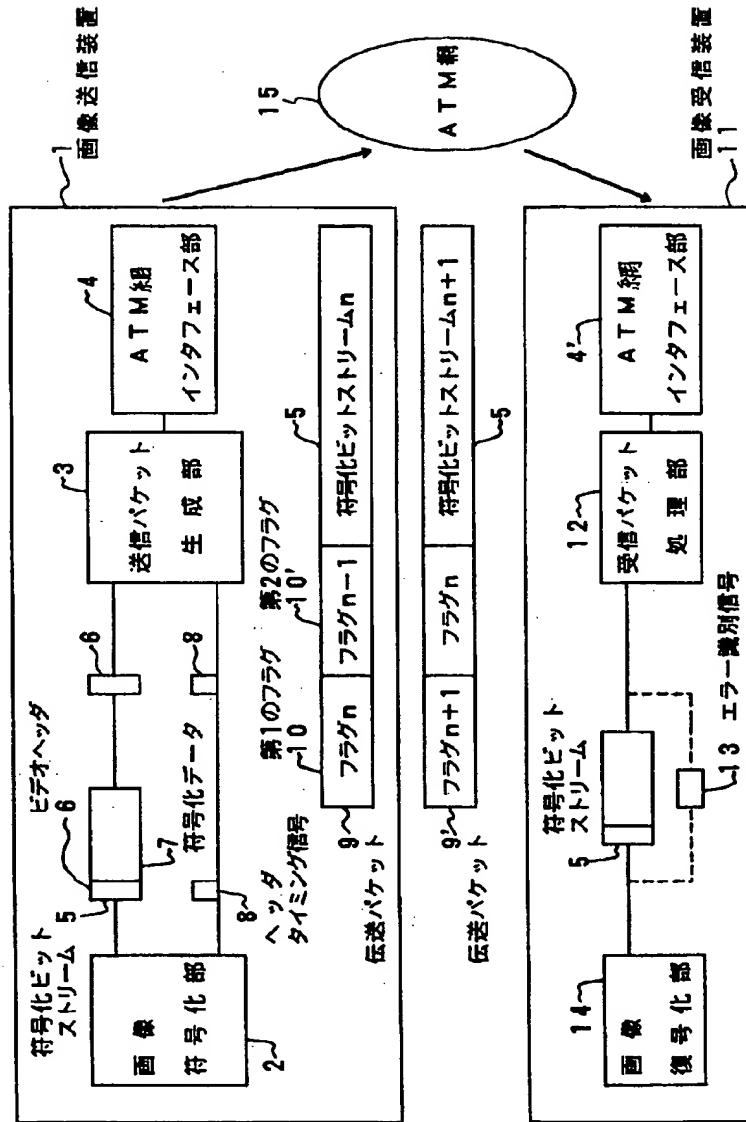 1 画像送信装置
符号化ビット
ストリーム
5
6
ビデオヘッダ
7
符号化データ
6
8
8
ヘッダ
タイミング信号
画像
符号化部
2
3
送信パケット
生成部
4
ATM網
インタフェース部
15
ATM網
第1のフラグ
10
第2のフラグ
10'
5
フラグn
フラグn−1
符号化ビットストリームn
9
伝送パケット
フラグn+1
フラグn
符号化ビットストリームn+1
9'
伝送パケット
5
画像受信装置
11
14
画像
復号化部
符号化ビット
ストリーム
5
13 エラー識別信号
12
受信パケット
処理部
4'
ATM網
インタフェース部